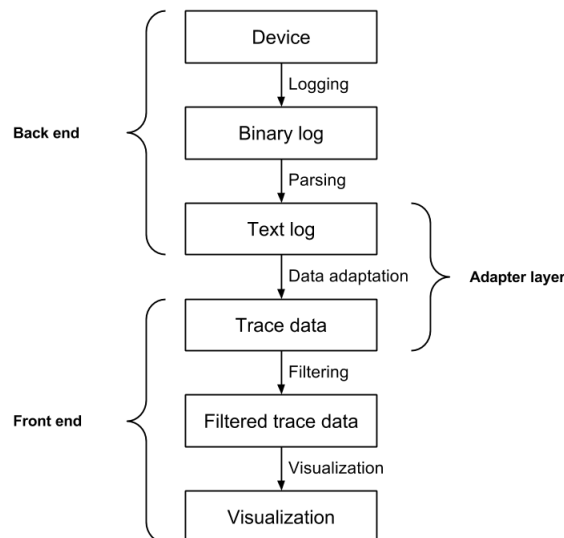 Device
Logging
Back end
Binary log
Parsing
Text log
Data adaptation
Adapter layer
Trace data
Filtering
Front end
Filtered trace data
Visualization
Visualization